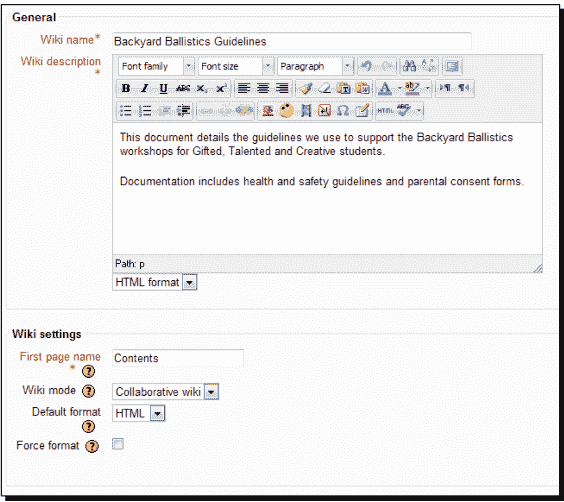 General
Wiki name* Backyard Ballistics Guidelines
Wiki description
*
Font family Font size Paragraph
B I U ABC X₂ X²
HTML ABC
This document details the guidelines we use to support the Backyard Ballistics
workshops for Gifted, Talented and Creative students.
Documentation includes health and safety guidelines and parental consent forms.
Path: p
HTML format
Wiki settings
First page name Contents
* ?
Wiki mode ? Collaborative wiki
Default format HTML
?
Force format ?